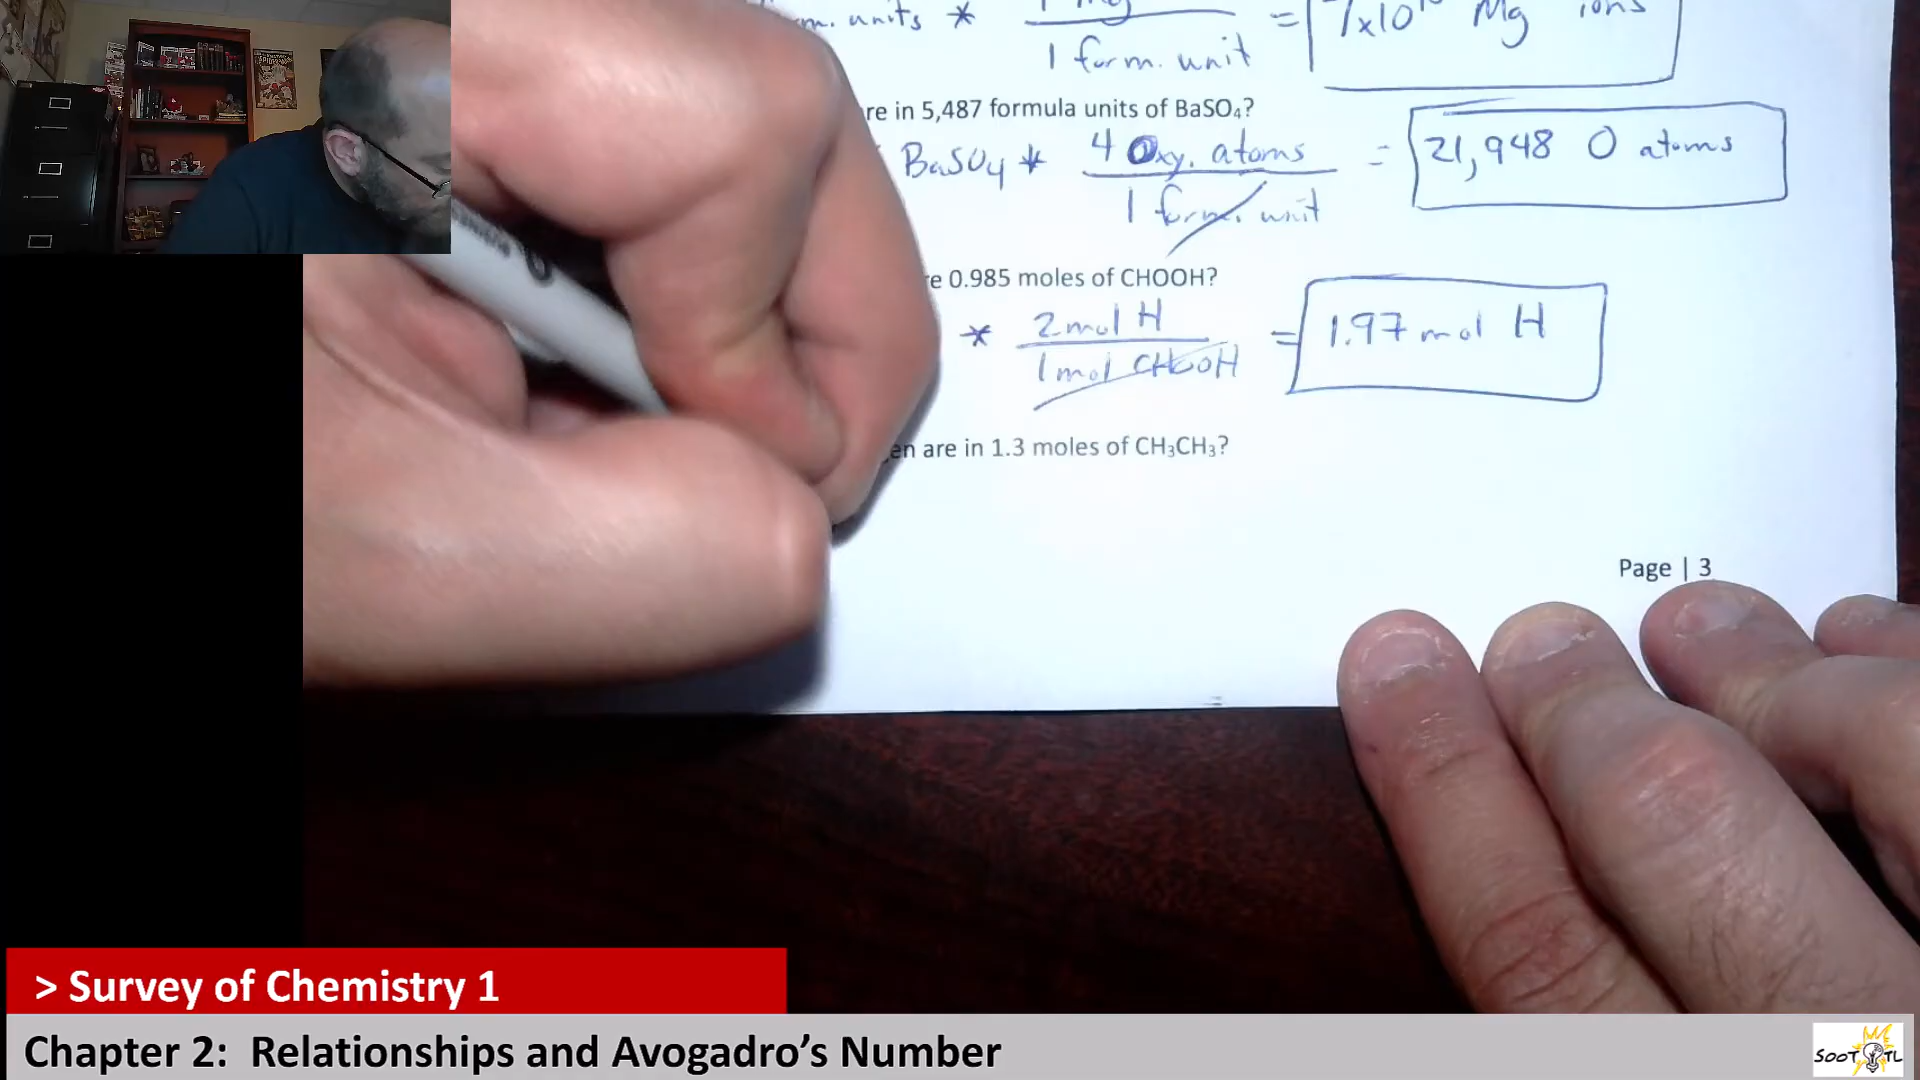 units * 1 Mg = 7x10 Mg ions
1 form. unit
re in 5,487 formula units of BaSO₄?
BaSO₄ * 4 Oxy. atoms = 21,948 O atoms
1 form. unit
e 0.985 moles of CHOOH?
* 2 mol H = 1.97 mol H
1 mol CHOOH
en are in 1.3 moles of CH₃CH₃?
Page | 3
> Survey of Chemistry 1
Chapter 2: Relationships and Avogadro's Number
SOOTTL